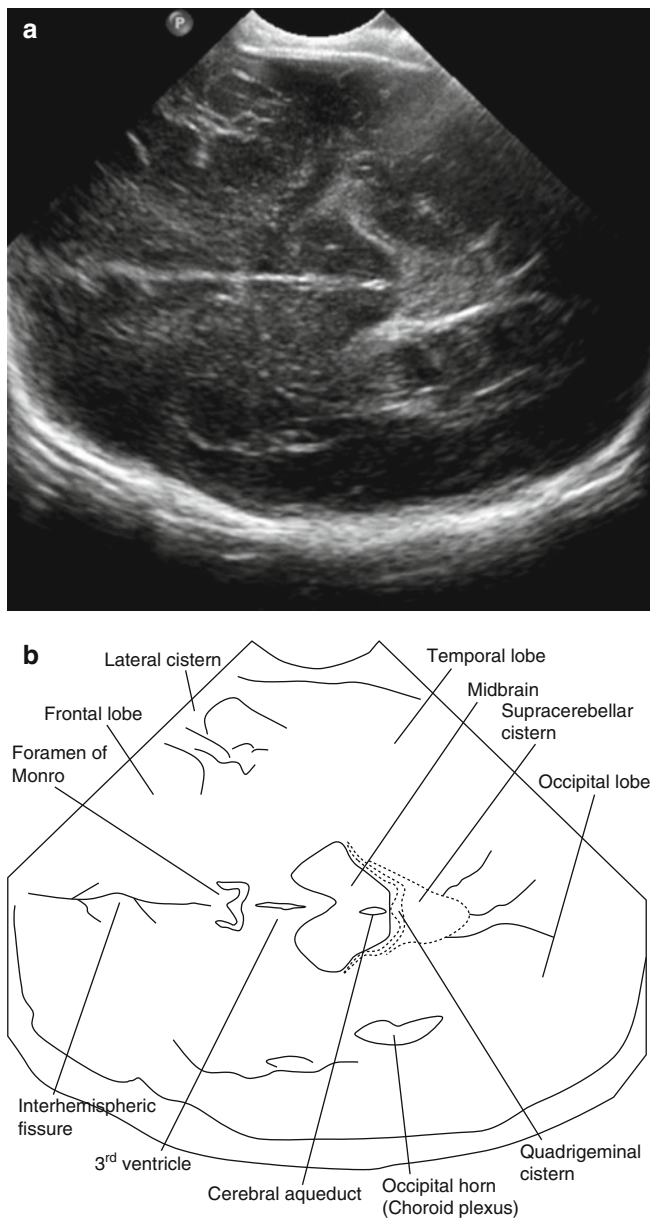 a
P
b
Lateral cistern
Temporal lobe
Midbrain
Frontal lobe
Supracerebellar
cistern
Foramen of
Monro
Occipital lobe
Interhemispheric
fissure
3rd ventricle
Cerebral aqueduct
Occipital horn
(Choroid plexus)
Quadrigeminal
cistern